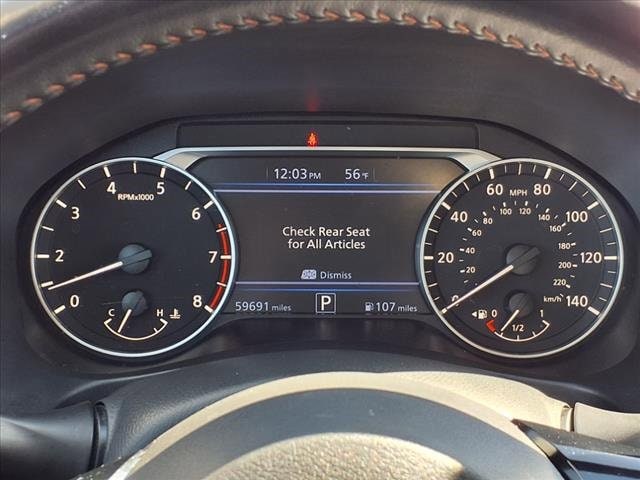 12:03 PM 56°F
Check Rear Seat
for All Articles
Dismiss
59691 miles P 107 miles
0 2 3 4 5 6 7 8
RPMx1000
C H
0 20 40 60 80 100 120 140
MPH
20 40 60 80 100 120 140 160 180 200 220
km/h
0 1/2 1